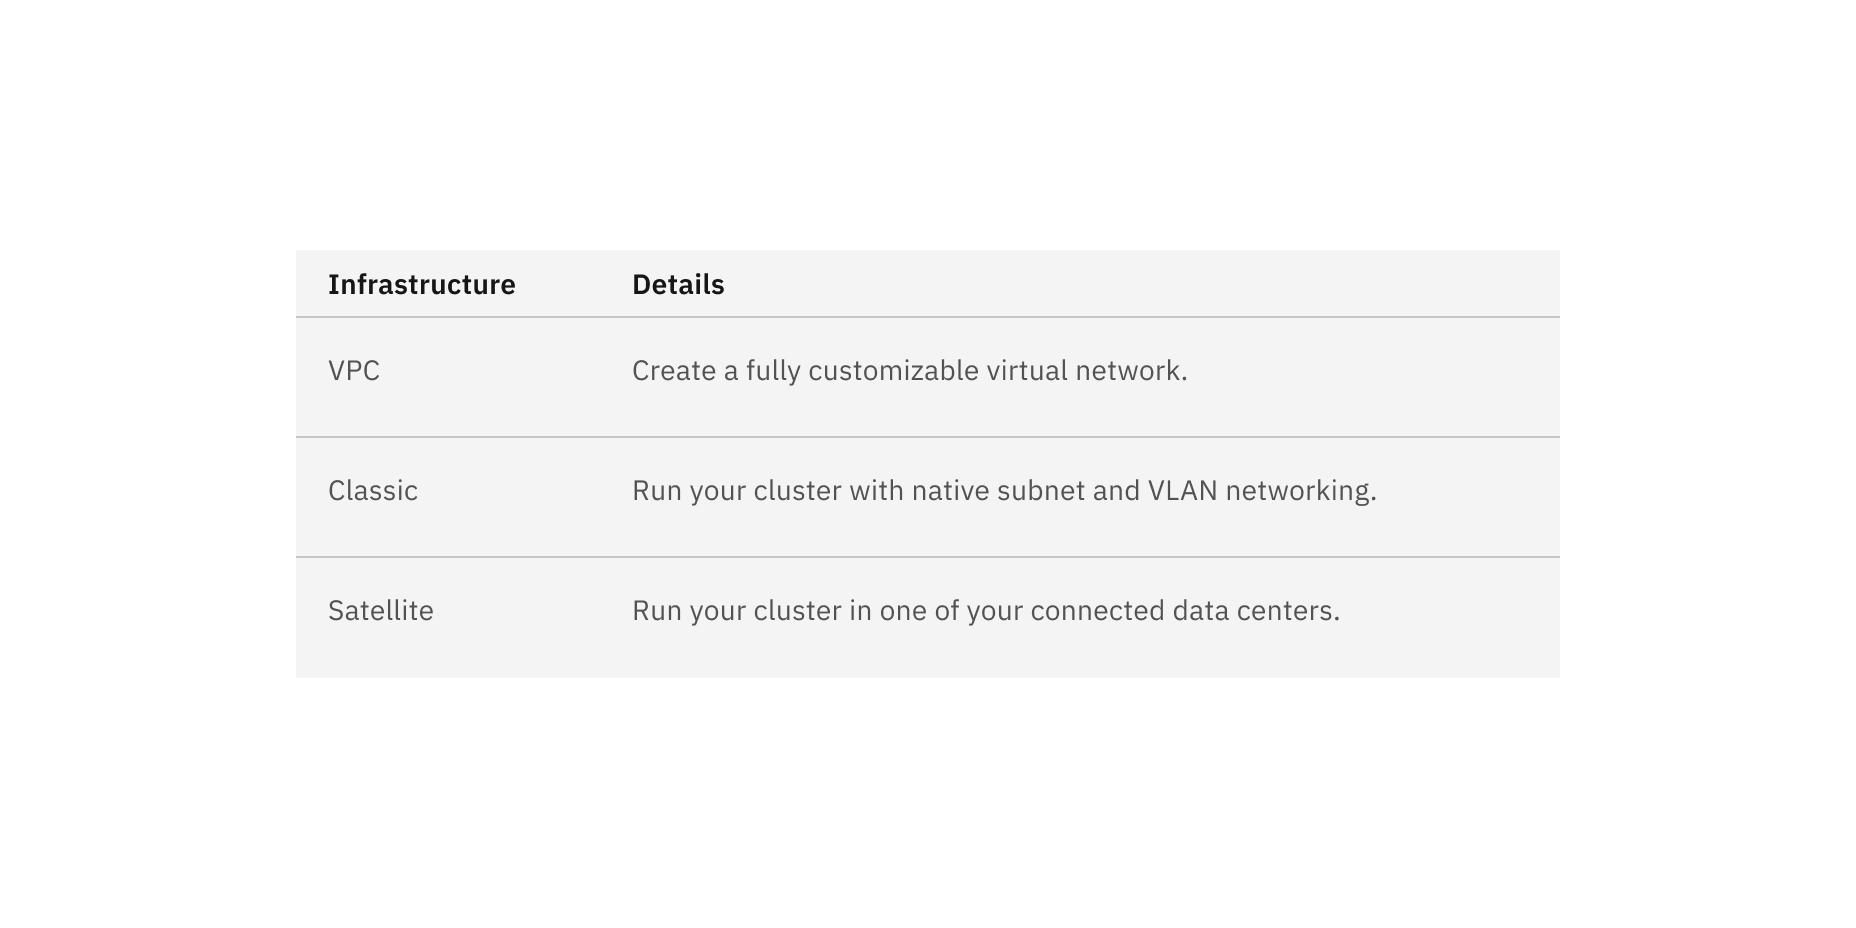 Infrastructure Details
VPC Create a fully customizable virtual network.
Classic Run your cluster with native subnet and VLAN networking.
Satellite Run your cluster in one of your connected data centers.